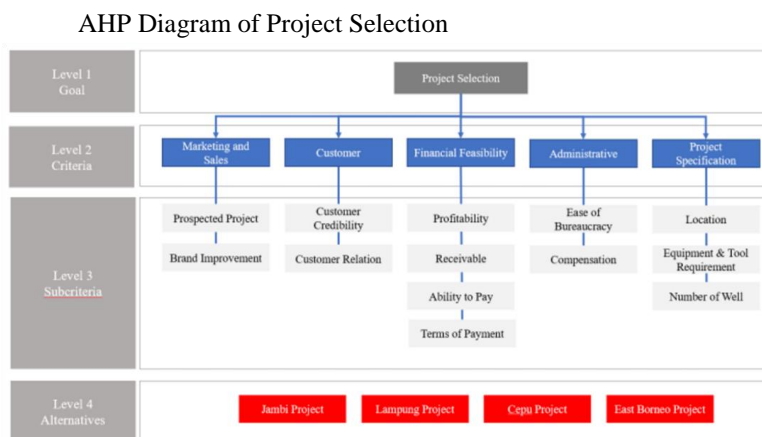 AHP Diagram of Project Selection
Level 1
Goal
Project Selection
Level 2
Criteria
Marketing and
Sales
Customer
Financial Feasibility
Administrative
Project
Specification
Level 3
Subcriteria
Prospected Project
Brand Improvement
Customer
Credibility
Customer Relation
Profitability
Receivable
Ability to Pay
Terms of Payment
Ease of
Bureaucracy
Compensation
Location
Equipment & Tool
Requirement
Number of Well
Level 4
Alternatives
Jambi Project
Lampung Project
Cepu Project
East Borneo Project